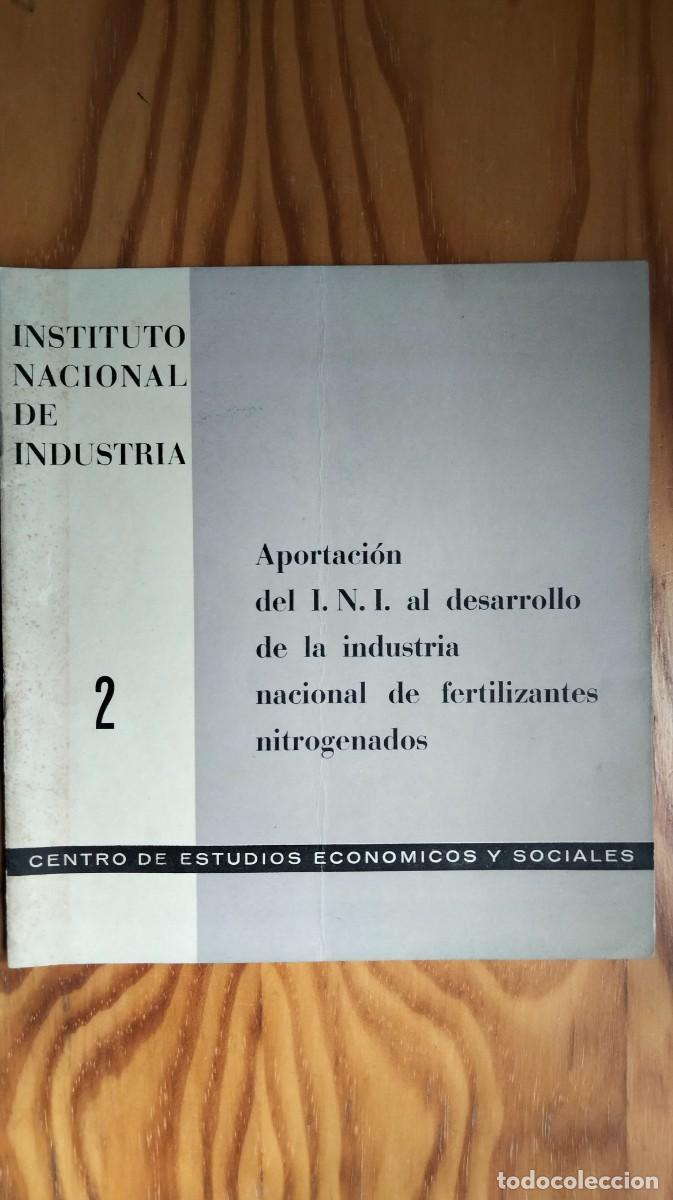 INSTITUTO
NACIONAL
DE
INDUSTRIA
Aportación
del I. N. I. al desarrollo
de la industria
nacional de fertilizantes
nitrogenados
2
CENTRO DE ESTUDIOS ECONOMICOS Y SOCIALES
todocoleccion